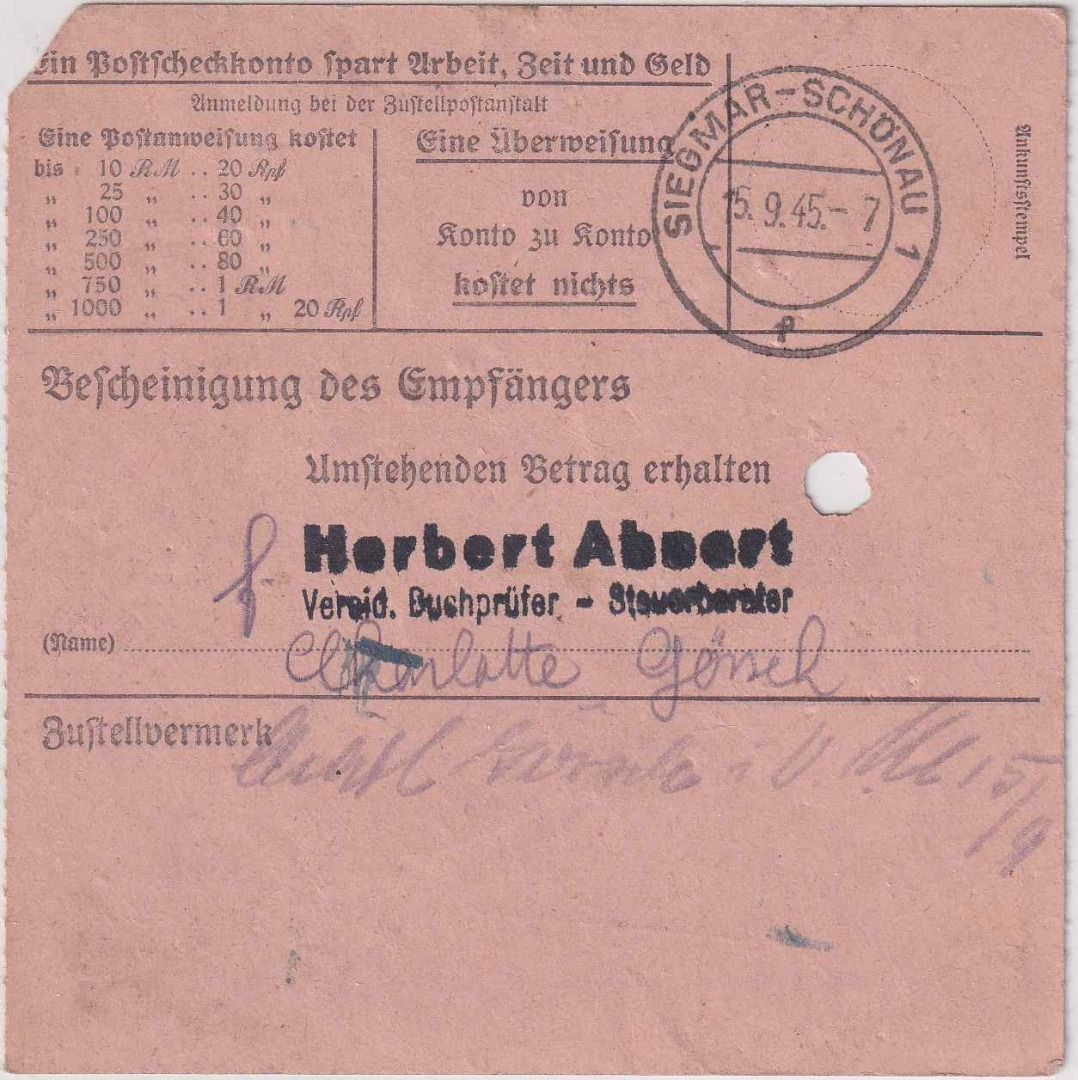 Ein Postscheckkonto spart Arbeit, Zeit und Geld
Anmeldung bei der Zustellpostanstalt
Eine Postanweisung kostet
bis 10 RM .. 20 Rpf
„ 25 „ .. 30 „
„ 100 „ .. 40 „
„ 250 „ .. 60 „
„ 500 „ .. 80 „
„ 750 „ .. 1 RM
„ 1000 „ .. 1 „ 20 Rpf
Eine Überweisung
von
Konto zu Konto
kostet nichts
SIEGMAR-SCHÖNAU 1
15.9.45.- 7
Ankunftsstempel
Bescheinigung des Empfängers
Umstehenden Betrag erhalten
f. Herbert
Vereid. Buchprüfer - Steuerberater
(Name) Charlotte
Zustellvermerk
15/9